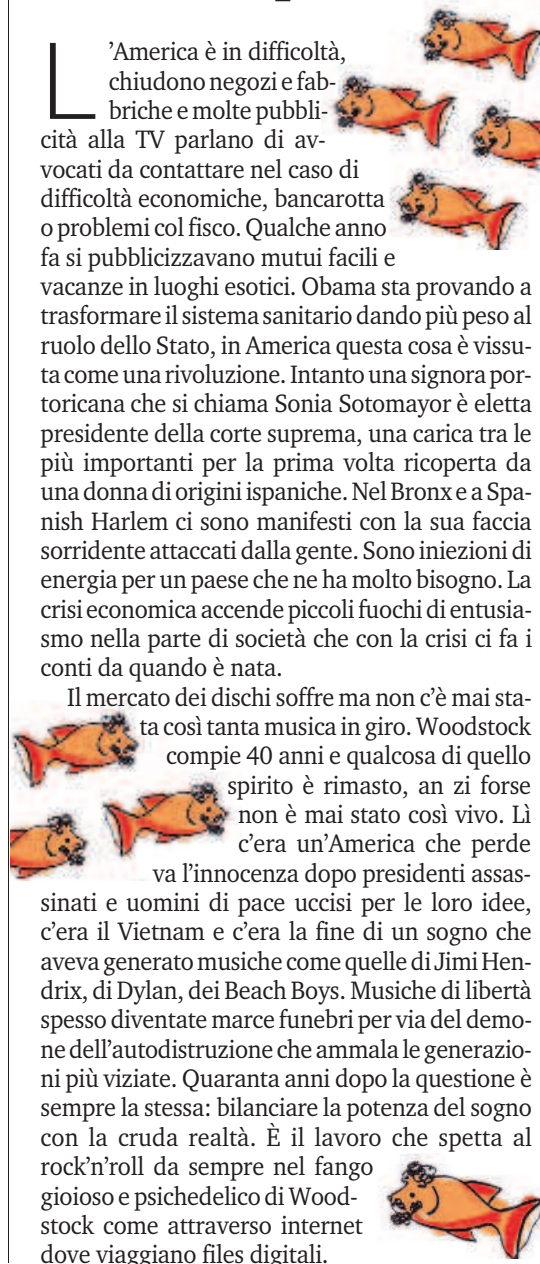 L'America è in difficoltà,
chiudono negozi e fab-
briche e molte pubbli-
cità alla TV parlano di av-
vocati da contattare nel caso di
difficoltà economiche, bancarotta
o problemi col fisco. Qualche anno
fa si pubblicizzavano mutui facili e
vacanze in luoghi esotici. Obama sta provando a
trasformare il sistema sanitario dando più peso al
ruolo dello Stato, in America questa cosa è vissu-
ta come una rivoluzione. Intanto una signora por-
toricana che si chiama Sonia Sotomayor è eletta
presidente della corte suprema, una carica tra le
più importanti per la prima volta ricoperta da
una donna di origini ispaniche. Nel Bronx e a Spa-
nish Harlem ci sono manifesti con la sua faccia
sorridente attaccati dalla gente. Sono iniezioni di
energia per un paese che ne ha molto bisogno. La
crisi economica accende piccoli fuochi di entusia-
smo nella parte di società che con la crisi ci fa i
conti da quando è nata.
Il mercato dei dischi soffre ma non c'è mai sta-
ta così tanta musica in giro. Woodstock
compie 40 anni e qualcosa di quello
spirito è rimasto, an zi forse
non è mai stato così vivo. Lì
c'era un'America che perde
va l'innocenza dopo presidenti assas-
sinati e uomini di pace uccisi per le loro idee,
c'era il Vietnam e c'era la fine di un sogno che
aveva generato musiche come quelle di Jimi Hen-
drix, di Dylan, dei Beach Boys. Musiche di libertà
spesso diventate marce funebri per via del demo-
ne dell'autodistruzione che ammala le generazio-
ni più viziate. Quaranta anni dopo la questione è
sempre la stessa: bilanciare la potenza del sogno
con la cruda realtà. È il lavoro che spetta al
rock'n'roll da sempre nel fango
gioioso e psichedelico di Wood-
stock come attraverso internet
dove viaggiano files digitali.